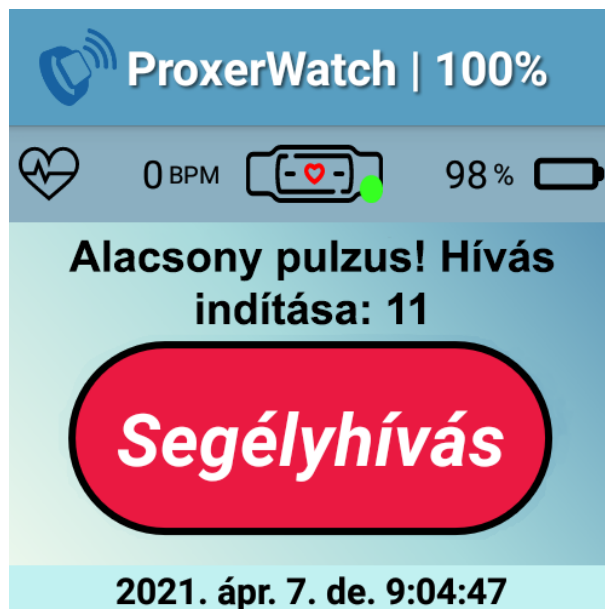 ProxerWatch | 100%
0 BPM 98 %
Alacsony pulzus! Hívás
indítása: 11
Segélyhívás
2021. ápr. 7. de. 9:04:47